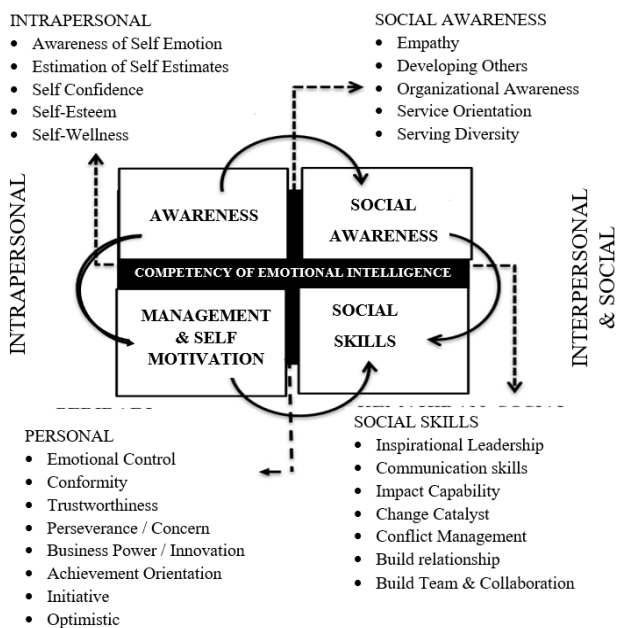 INTRAPERSONAL
• Awareness of Self Emotion
• Estimation of Self Estimates
• Self Confidence
• Self-Esteem
• Self-Wellness
SOCIAL AWARENESS
• Empathy
• Developing Others
• Organizational Awareness
• Service Orientation
• Serving Diversity
INTRAPERSONAL
AWARENESS
SOCIAL
AWARENESS
COMPETENCY OF EMOTIONAL INTELLIGENCE
MANAGEMENT
& SELF
MOTIVATION
SOCIAL
SKILLS
INTERPERSONAL
& SOCIAL
PERSONAL
• Emotional Control
• Conformity
• Trustworthiness
• Perseverance / Concern
• Business Power / Innovation
• Achievement Orientation
• Initiative
• Optimistic
SOCIAL SKILLS
• Inspirational Leadership
• Communication skills
• Impact Capability
• Change Catalyst
• Conflict Management
• Build relationship
• Build Team & Collaboration